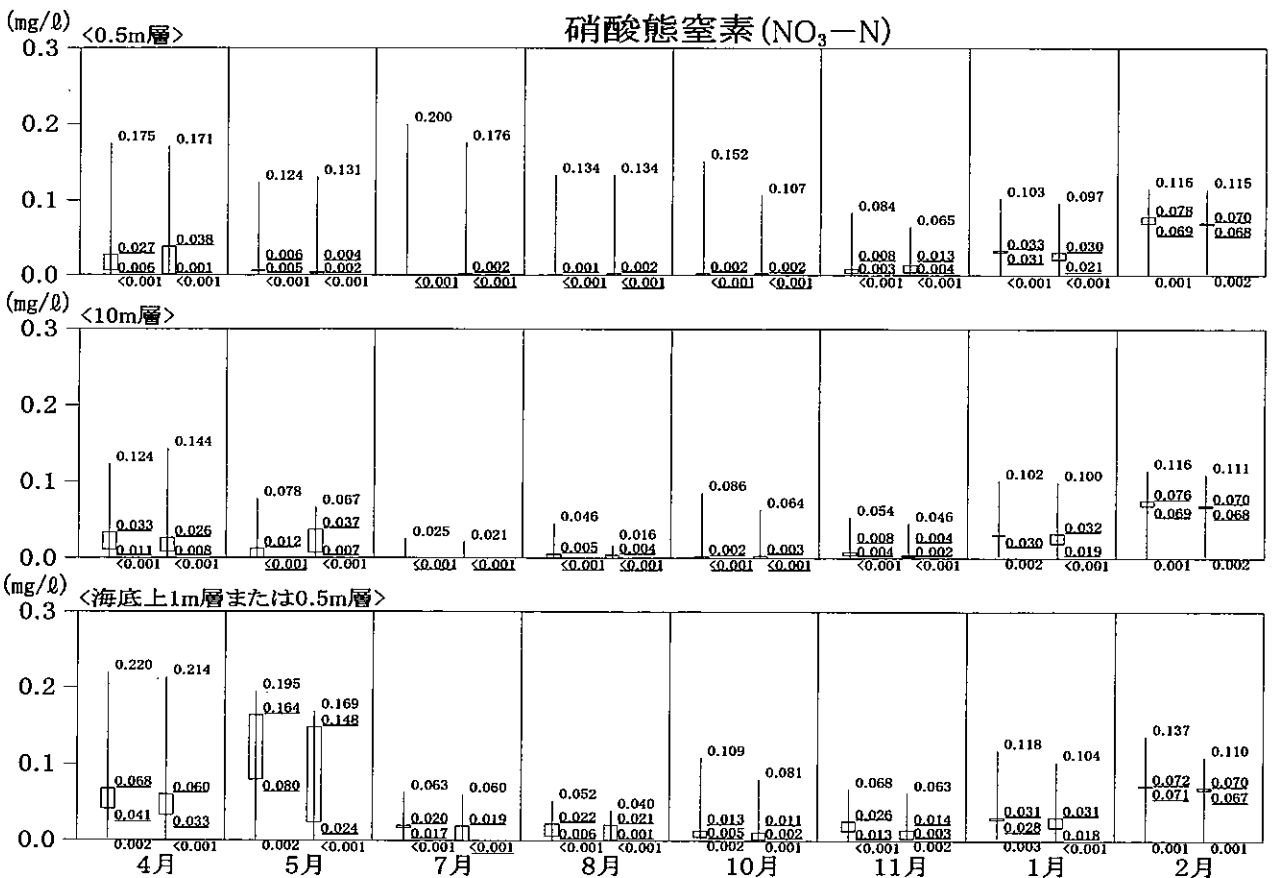 硝酸態窒素(NO₃−N)
(mg/ℓ) <0.5m層>
0.3
0.2
0.1
0.0
0.175 0.171 0.124 0.131 0.200 0.176 0.134 0.134 0.152 0.107 0.084 0.065 0.103 0.097 0.116 0.115
0.027 0.038 0.006 0.004 0.008 0.013 0.033 0.030 0.078 0.070
0.006 0.001 0.005 0.002 0.002 0.001 0.002 0.002 0.002 0.003 0.004 0.031 0.021 0.069 0.068
<0.001 <0.001 <0.001 <0.001 <0.001 <0.001 <0.001 <0.001 <0.001 <0.001 <0.001 <0.001 <0.001 <0.001 0.001 0.002
(mg/ℓ) <10m層>
0.3
0.2
0.1
0.0
0.124 0.144 0.078 0.067 0.025 0.021 0.046 0.016 0.086 0.064 0.054 0.046 0.102 0.100 0.116 0.111
0.033 0.026 0.012 0.037 0.005 0.004 0.002 0.003 0.008 0.004 0.032 0.076 0.070
0.011 0.008 0.007 0.004 0.002 0.030 0.019 0.069 0.068
<0.001 <0.001 <0.001 <0.001 <0.001 <0.001 <0.001 <0.001 <0.001 <0.001 <0.001 <0.001 0.002 <0.001 0.001 0.002
(mg/ℓ) <海底上1m層または0.5m層>
0.3
0.2
0.1
0.0
0.220 0.214 0.195 0.169 0.063 0.060 0.052 0.040 0.109 0.081 0.068 0.063 0.118 0.104 0.137 0.110
0.068 0.060 0.164 0.148 0.020 0.019 0.022 0.021 0.013 0.011 0.026 0.014 0.031 0.031 0.072 0.070
0.041 0.033 0.080 0.024 0.017 0.006 0.001 0.005 0.002 0.013 0.003 0.028 0.018 0.071 0.067
0.002 <0.001 0.002 <0.001 <0.001 <0.001 <0.001 <0.001 0.002 <0.001 <0.001 0.002 0.003 <0.001 0.001 0.001
4月 5月 7月 8月 10月 11月 1月 2月